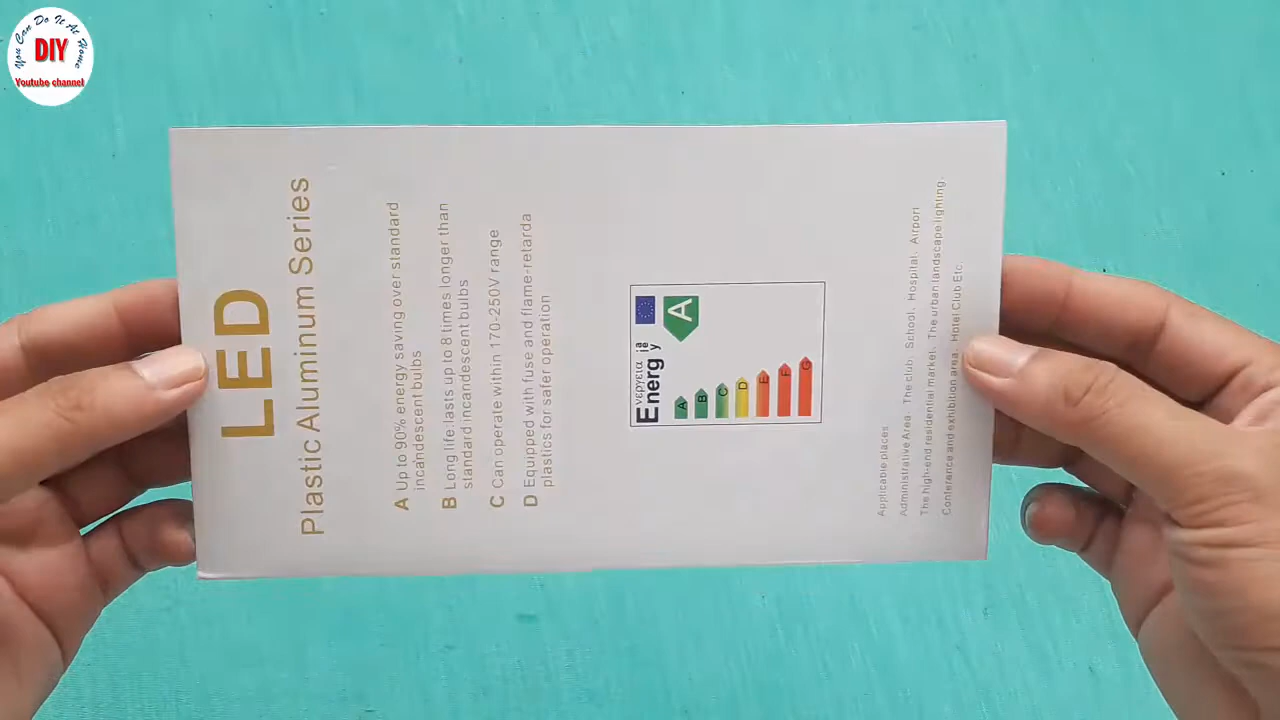 You Can Do It At Home
DIY
Youtube channel
LED
Plastic Aluminum Series
A Up to 90% energy saving over standard
incandescent bulbs
B Long life:lasts up to 8 times longer than
standard incandescent bulbs
C Can operate within 170-250V range
D Equipped with fuse and flame-retarda
plastics for safer operation
Energ
νεργεια
y
ia
ie
A
A
B
C
D
E
F
G
Applicable places
Administrative Area. The club. School. Hospital. Airport
The high-end residential market. The urban landscape lighting.
Conference and exhibition area. Hotel Club Etc.